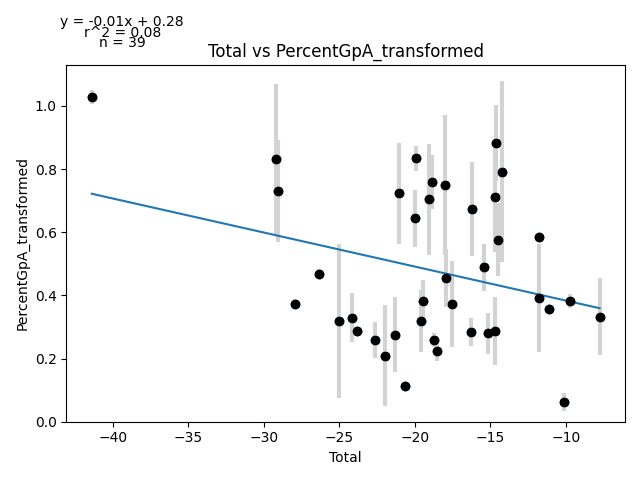 y = -0.01x + 0.28
r^2 = 0.08
n = 39
Total vs PercentGpA_transformed
PercentGpA_transformed
1.0
0.8
0.6
0.4
0.2
0.0
−40
−35
−30
−25
−20
−15
−10
Total